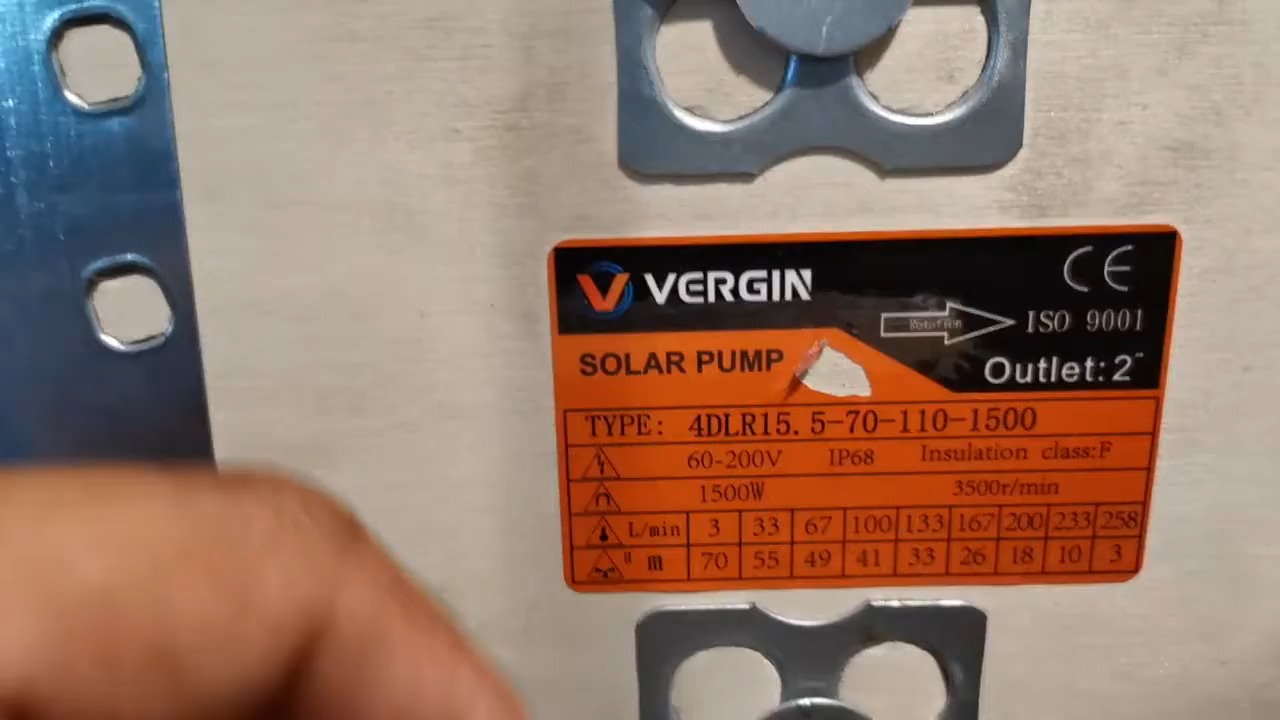 V VERGIN
CE
Rotation
ISO 9001
SOLAR PUMP
Outlet: 2"
TYPE: 4DLR15.5-70-110-1500
60-200V IP68 Insulation class:F
1500W 3500r/min
L/min 3 33 67 100 133 167 200 233 258
H m 70 55 49 41 33 26 18 10 3